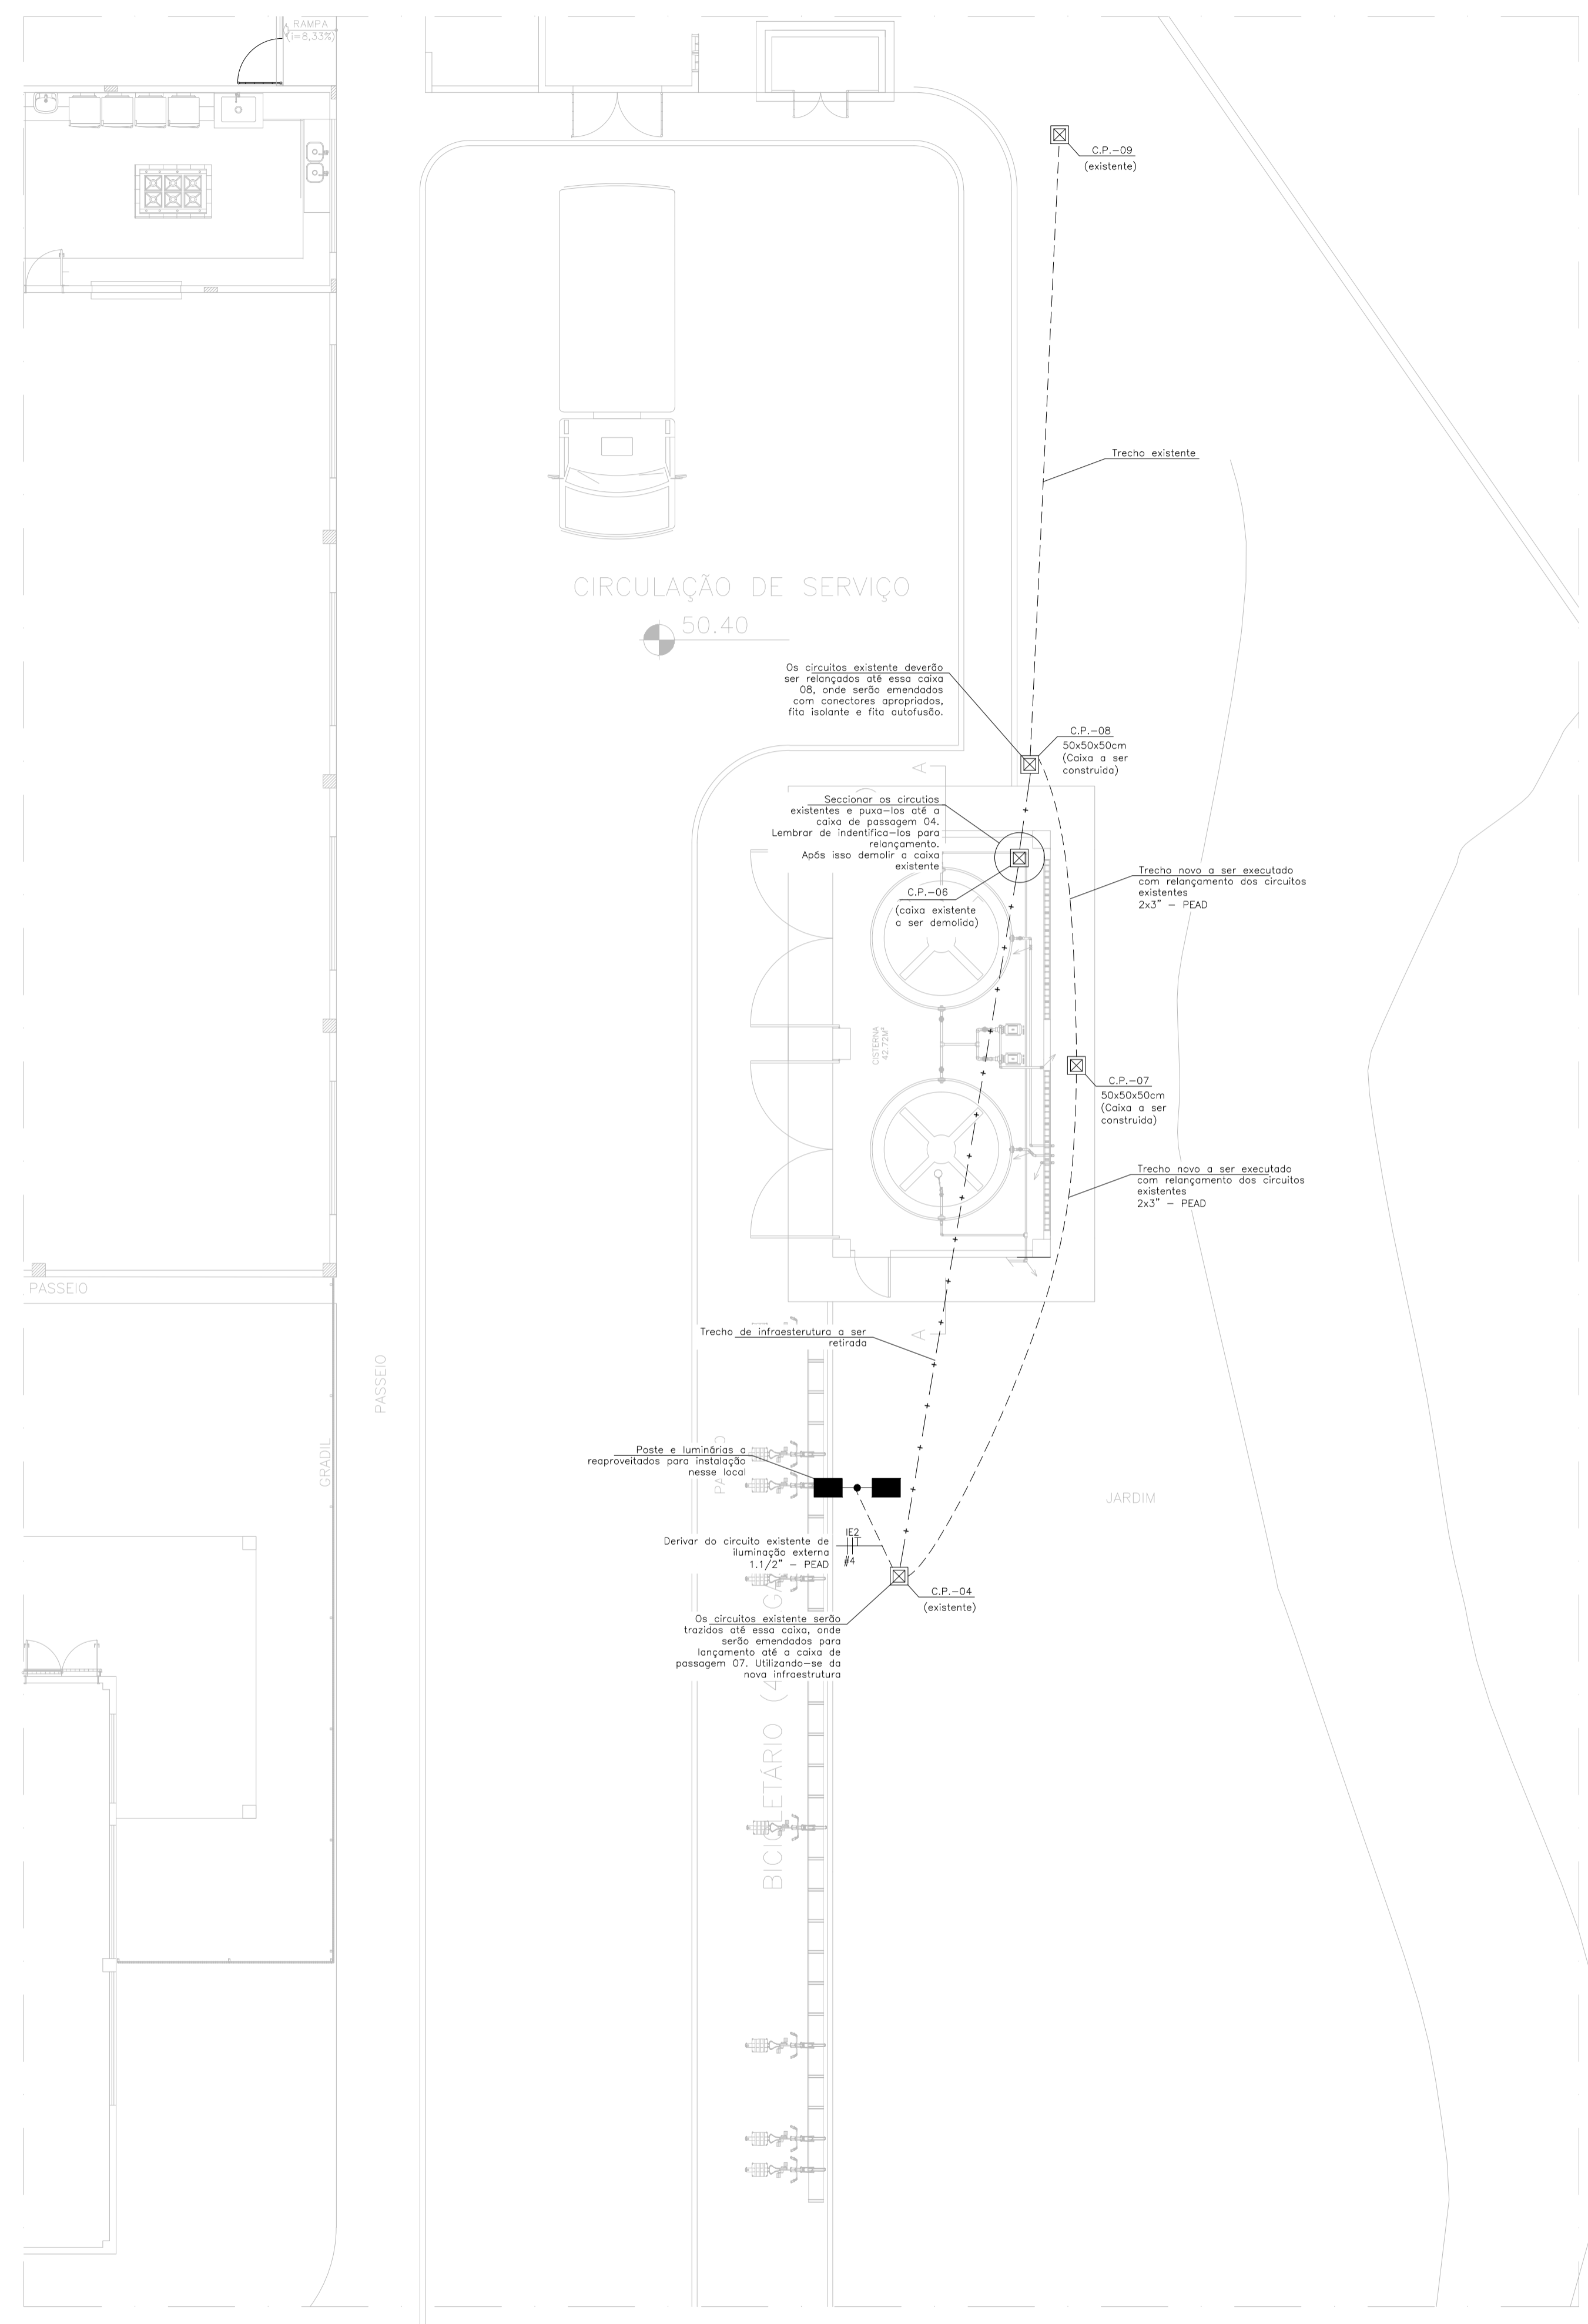 RAMPA
(i=8,33%)
C.P.-09
(existente)
Trecho existente
CIRCULAÇÃO DE SERVIÇO
50.40
Os circuitos existente deverão
ser relançados até essa caixa
08, onde serão emendados
com conectores apropriados,
fita isolante e fita autofusão.
C.P.-08
50x50x50cm
(Caixa a ser
construida)
A
Seccionar os circutios
existentes e puxa-los até a
caixa de passagem 04.
Lembrar de indentifica-los para
relançamento.
Após isso demolir a caixa
existente
C.P.-06
(caixa existente
a ser demolida)
Trecho novo a ser executado
com relançamento dos circuitos
existentes
2x3" - PEAD
CISTERNA
C.P.-07
50x50x50cm
(Caixa a ser
construida)
Trecho novo a ser executado
com relançamento dos circuitos
existentes
2x3" - PEAD
PASSEIO
A
Trecho de infraesterutura a ser
retirada
PASSEIO
GRADIL
Poste e luminárias a
reaproveitados para instalação
nesse local
JARDIM
Derivar do circuito existente de
iluminação externa
1.1/2" - PEAD
IE2
#4
C.P.-04
(existente)
Os circuitos existente serão
trazidos até essa caixa, onde
serão emendados para
lançamento até a caixa de
passagem 07. Utilizando-se da
nova infraestrutura
BICICLETÁRIO (4